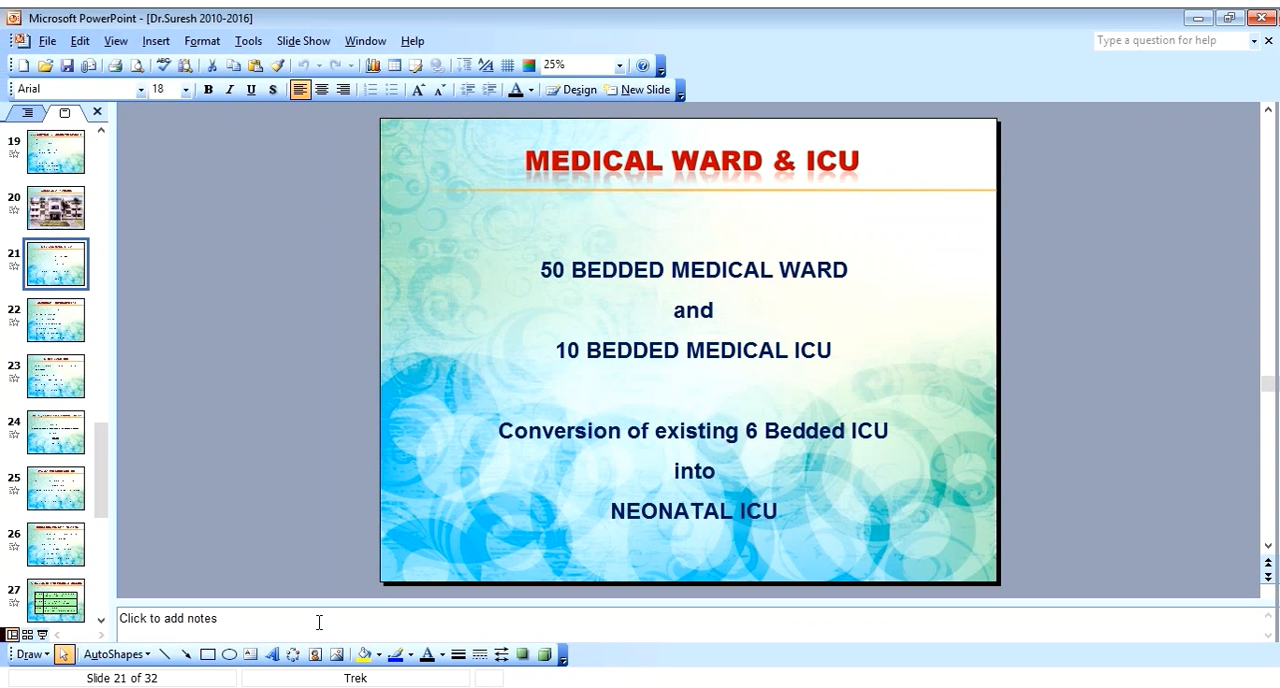 Microsoft PowerPoint - [Dr.Suresh 2010-2016]
File Edit View Insert Format Tools Slide Show Window Help
Type a question for help
25%
Arial 18 B I U S A A A Design New Slide
19
20
21
22
23
24
25
26
27
MEDICAL WARD & ICU
50 BEDDED MEDICAL WARD
and
10 BEDDED MEDICAL ICU
Conversion of existing 6 Bedded ICU
into
NEONATAL ICU
Click to add notes
Draw AutoShapes A
Slide 21 of 32 Trek